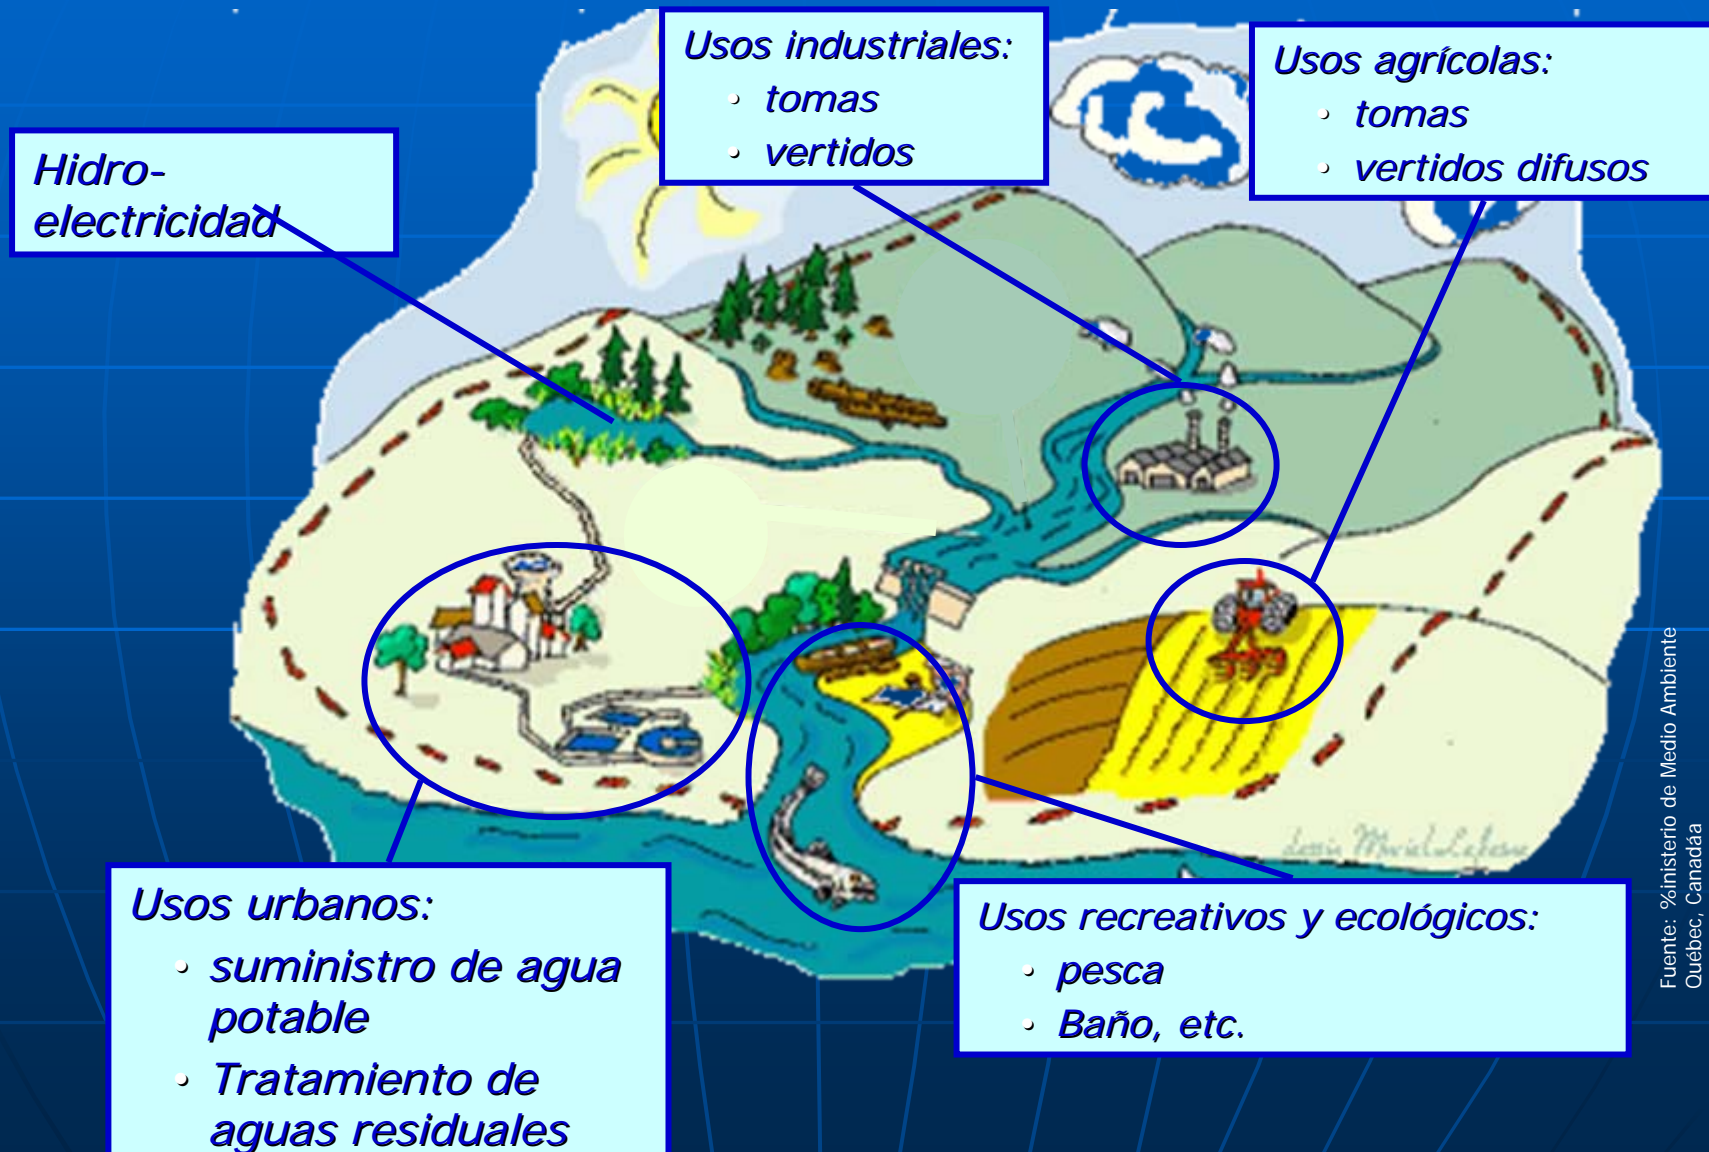 Usos industriales:
• tomas
• vertidos
Usos agrícolas:
• tomas
• vertidos difusos
Hidro-
electricidad
Usos urbanos:
• suministro de agua
potable
• Tratamiento de
aguas residuales
Usos recreativos y ecológicos:
• pesca
• Baño, etc.
Fuente: %inisterio de Medio Ambiente
Québec, Canadáa